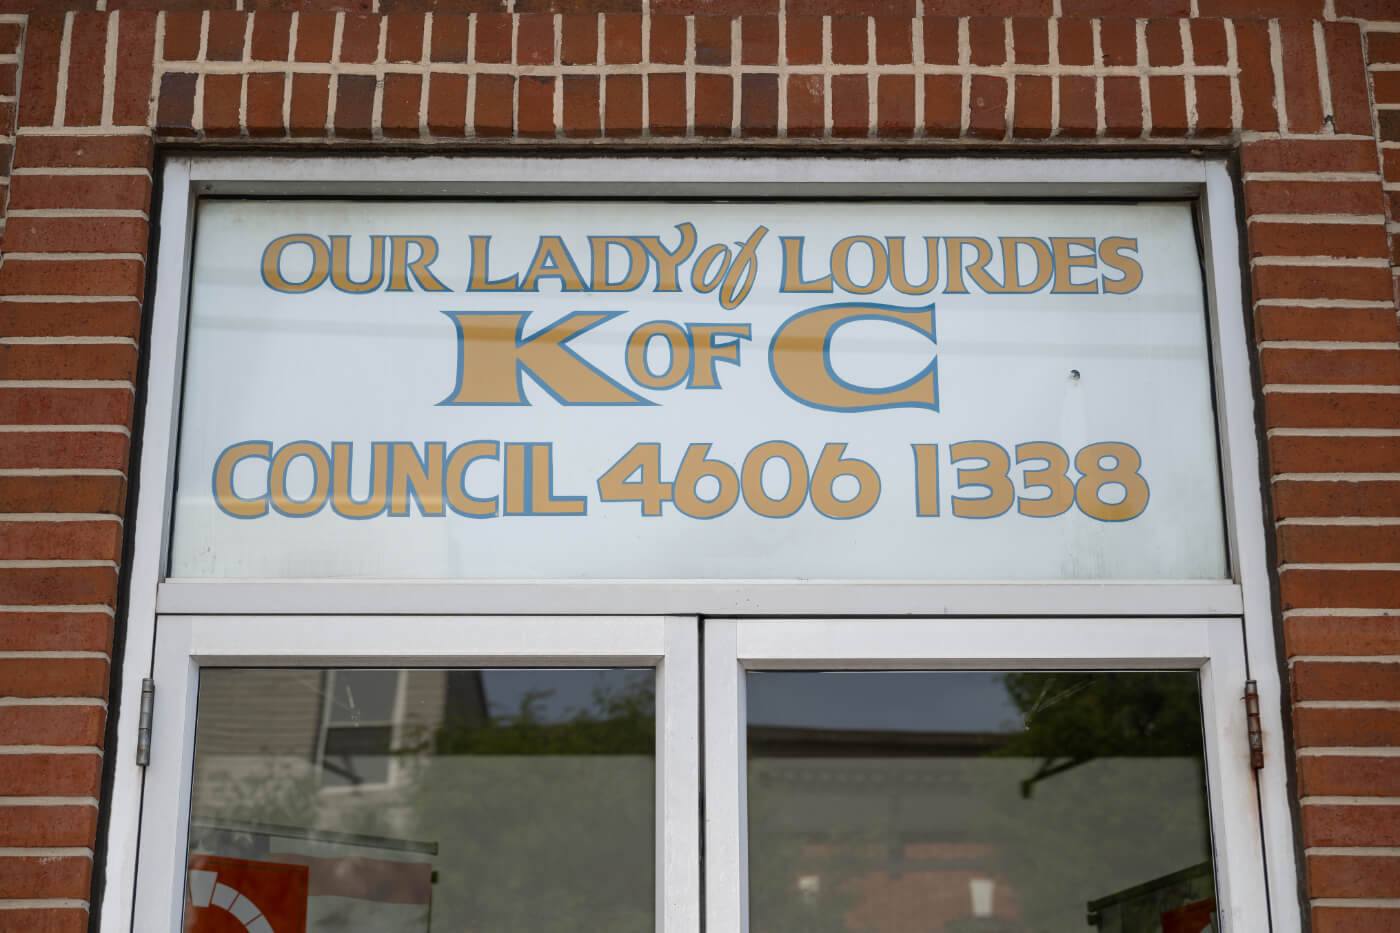 OUR LADY of LOURDES
K OF C
COUNCIL 4606 1338